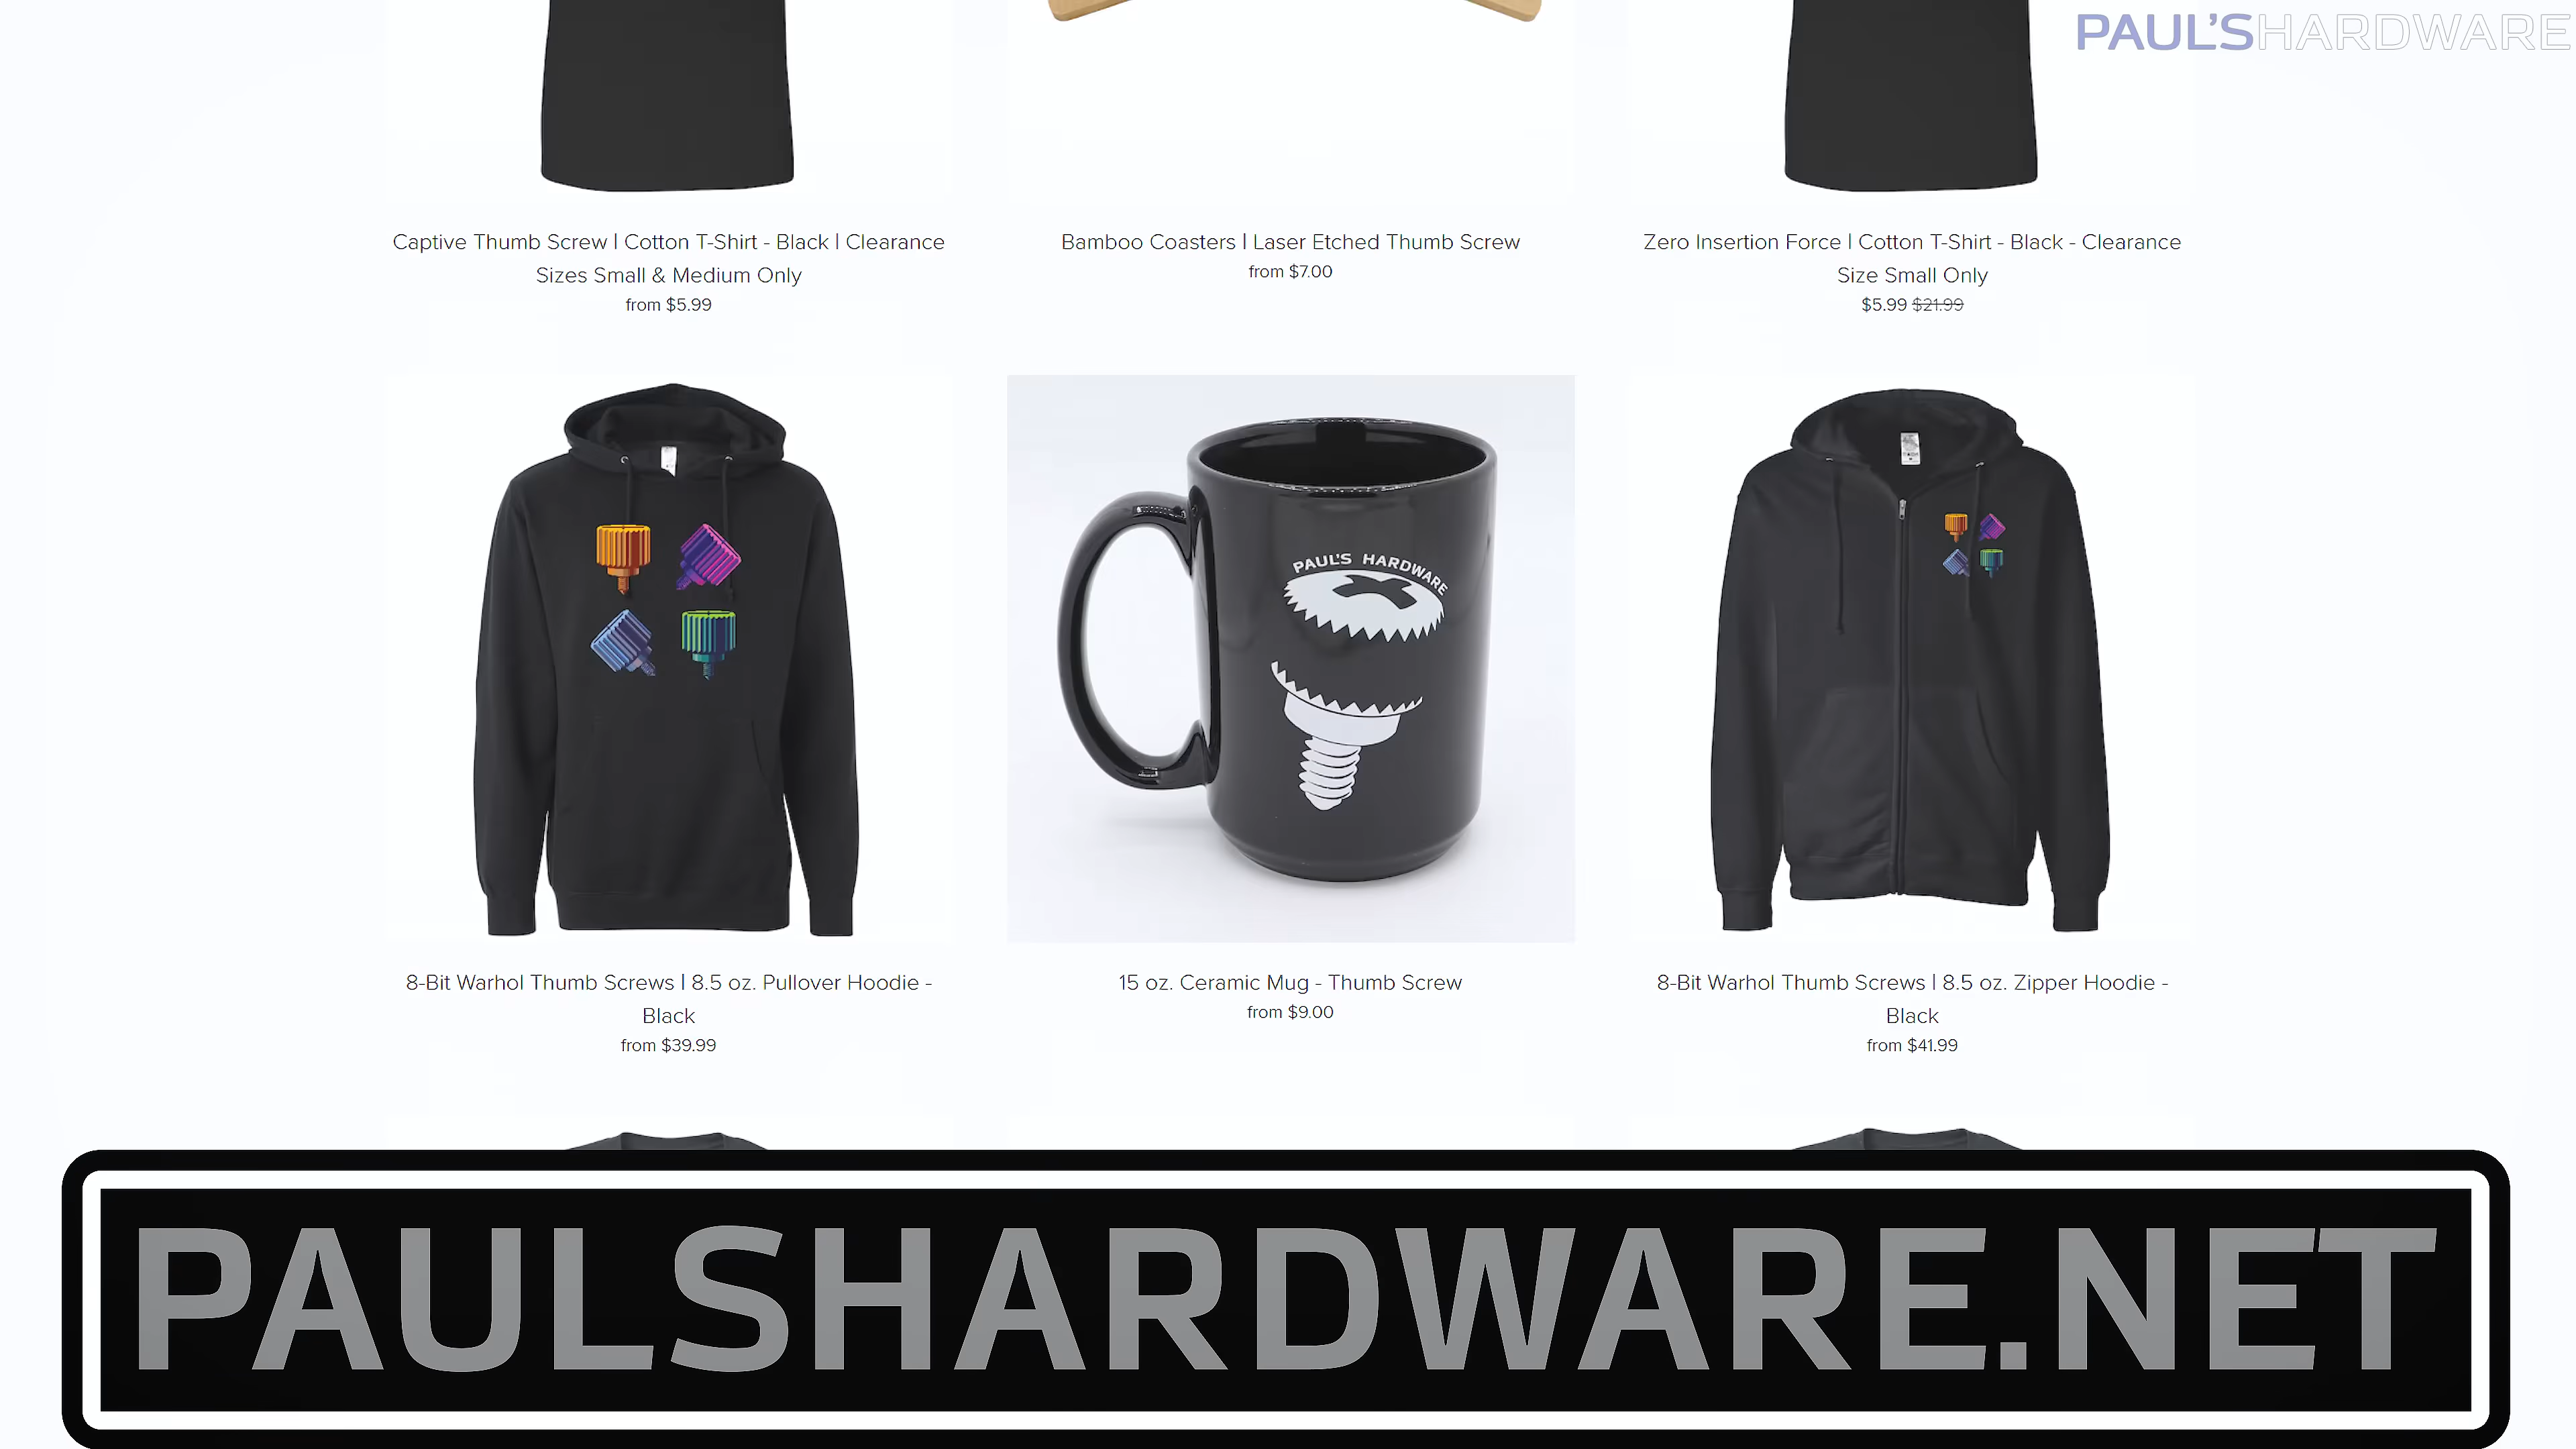 PAUL'SHARDWARE
Captive Thumb Screw | Cotton T-Shirt - Black | Clearance
Sizes Small & Medium Only
from $5.99
Bamboo Coasters | Laser Etched Thumb Screw
from $7.00
Zero Insertion Force | Cotton T-Shirt - Black - Clearance
Size Small Only
$5.99 $21.99
PAUL'S HARDWARE
8-Bit Warhol Thumb Screws | 8.5 oz. Pullover Hoodie -
Black
from $39.99
15 oz. Ceramic Mug - Thumb Screw
from $9.00
8-Bit Warhol Thumb Screws | 8.5 oz. Zipper Hoodie -
Black
from $41.99
PAULSHARDWARE.NET